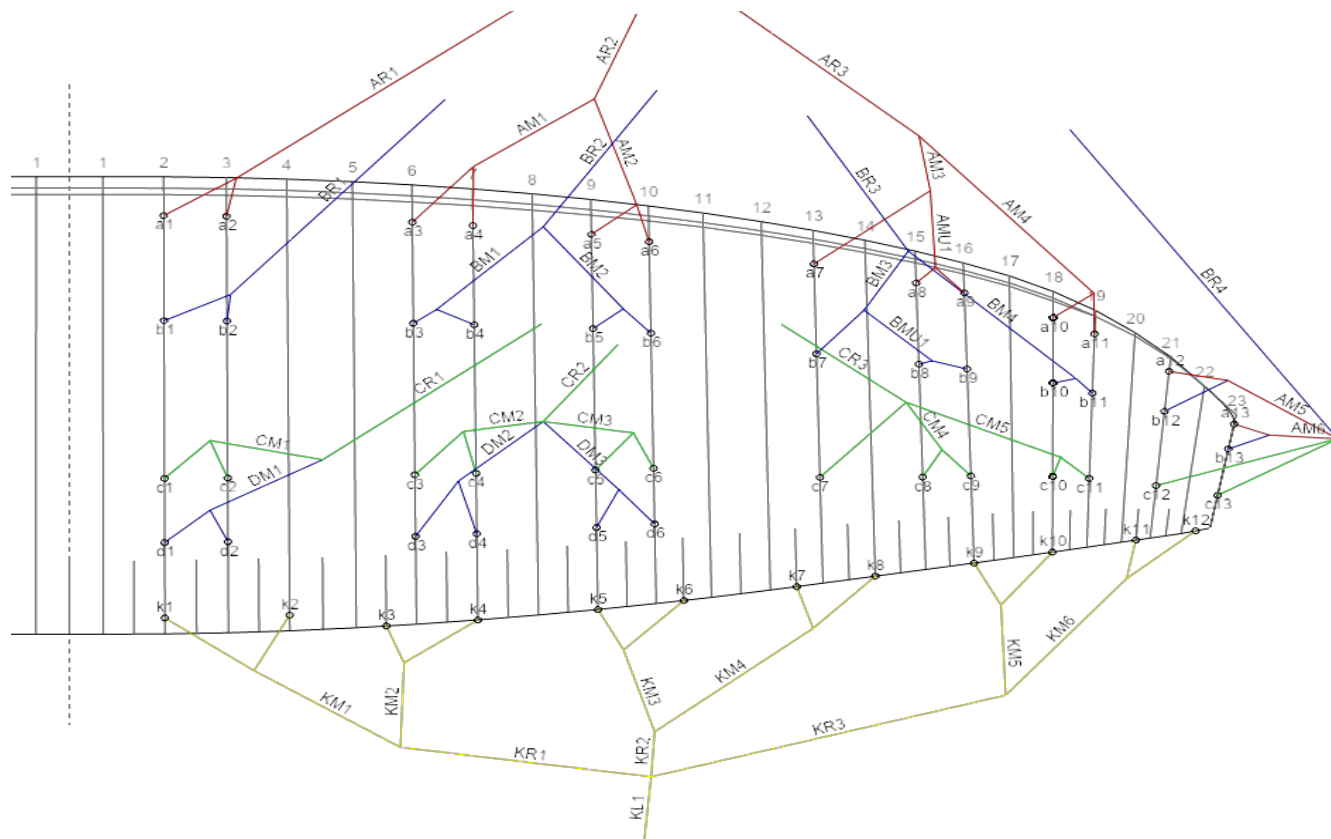 AR1
AR2
AR3
AM1
AM2
BR2
BR1
BR3
AM3
AM4
AMU1
BR4
1
1
2
3
4
5
6
7
8
9
10
11
12
13
14
15
16
17
18
19
20
21
22
23
a1
a2
a3
a4
a5
a6
a7
a8
a9
a10
a11
a12
a13
BM1
BM2
BM3
BM4
BMU1
AM5
AM6
b1
b2
b3
b4
b5
b6
b7
b8
b9
b10
b11
b12
b13
CR1
CR2
CR3
CM1
CM2
CM3
CM4
CM5
DM1
DM2
DM3
c1
c2
c3
c4
c5
c6
c7
c8
c9
c10
c11
c12
c13
d1
d2
d3
d4
d5
d6
k1
k2
k3
k4
k5
k6
k7
k8
k9
k10
k11
k12
KM1
KM2
KM3
KM4
KM5
KM6
KR1
KR2
KR3
KL1